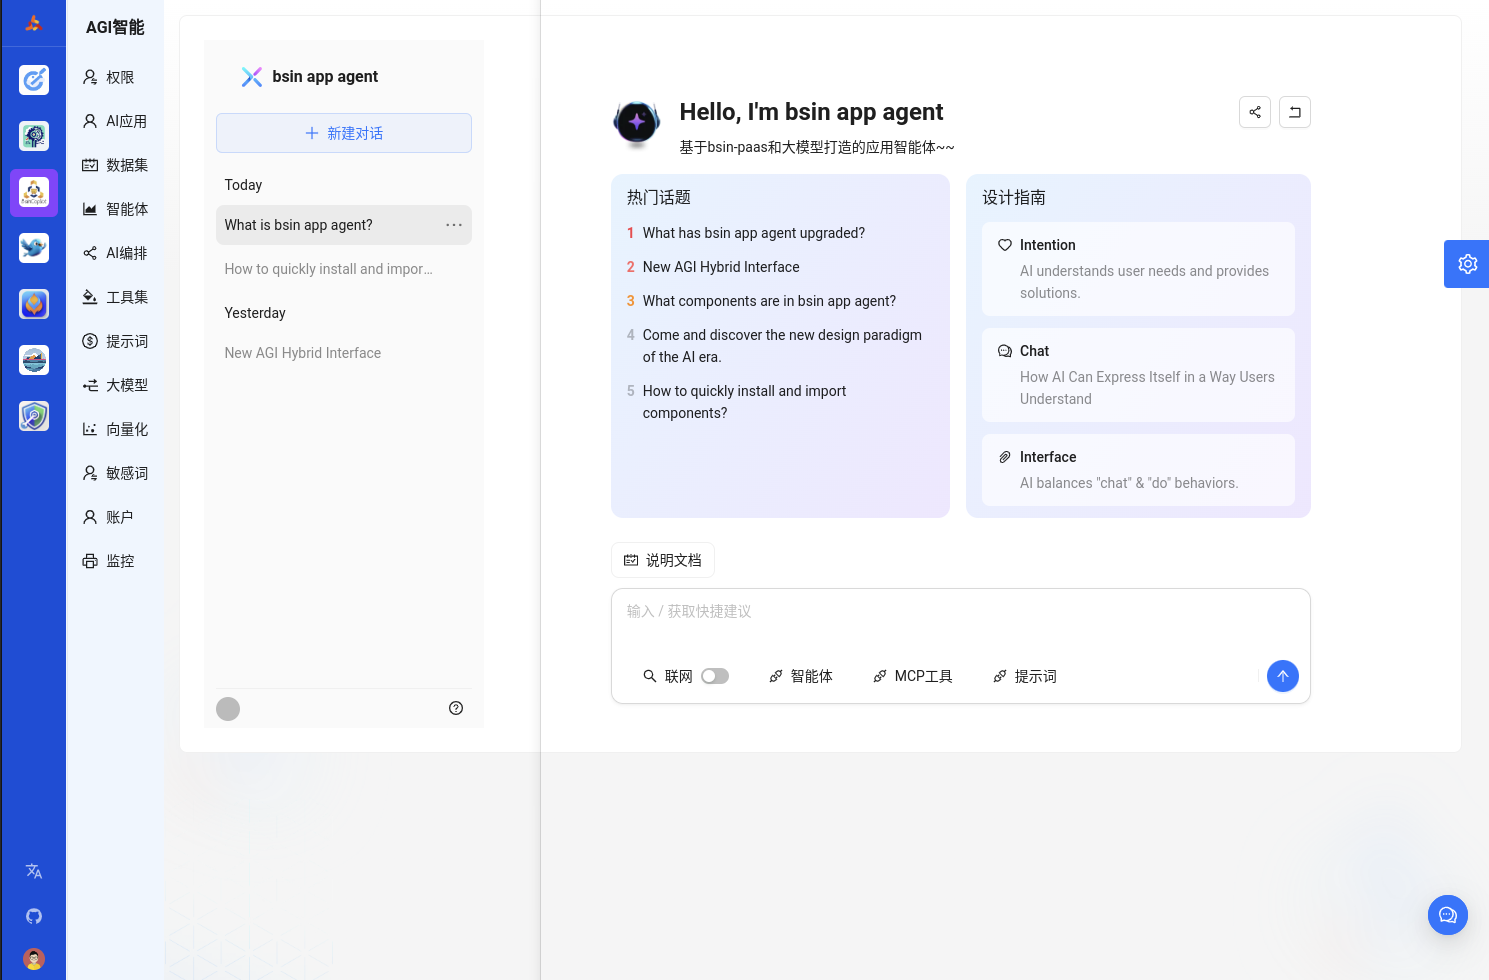 AGI智能
权限
AI应用
数据集
智能体
AI编排
工具集
提示词
大模型
向量化
敏感词
账户
监控
bsin app agent
新建对话
Today
What is bsin app agent?
How to quickly install and impor...
Yesterday
New AGI Hybrid Interface
Hello, I'm bsin app agent
基于bsin-paas和大模型打造的应用智能体~~
热门话题
1 What has bsin app agent upgraded?
2 New AGI Hybrid Interface
3 What components are in bsin app agent?
4 Come and discover the new design paradigm
of the AI era.
5 How to quickly install and import
components?
设计指南
Intention
AI understands user needs and provides
solutions.
Chat
How AI Can Express Itself in a Way Users
Understand
Interface
AI balances "chat" & "do" behaviors.
说明文档
输入 / 获取快捷建议
联网
智能体
MCP工具
提示词